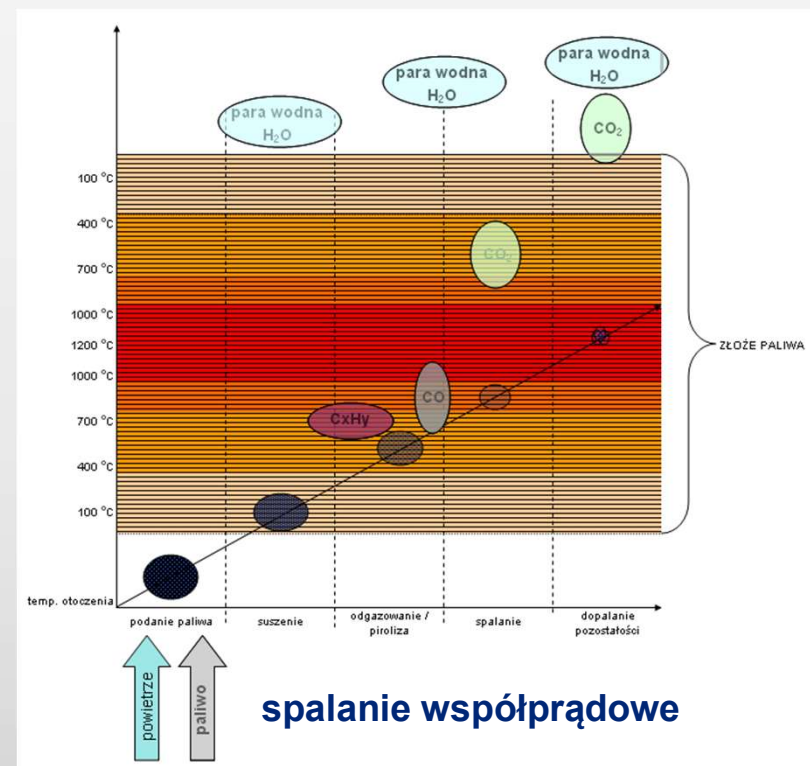 para wodna
H₂O
para wodna
H₂O
para wodna
H₂O
CO₂
100 °C
400 °C
CO₂
700 °C
1000 °C
1200 °C
ZŁOŻE PALIWA
1000 °C
CO
700 °C
CxHy
400 °C
100 °C
temp. otoczenia
podanie paliwa
suszenie
odgazowanie /
piroliza
spalanie
dopalanie
pozostałości
powietrze
paliwo
spalanie współprądowe